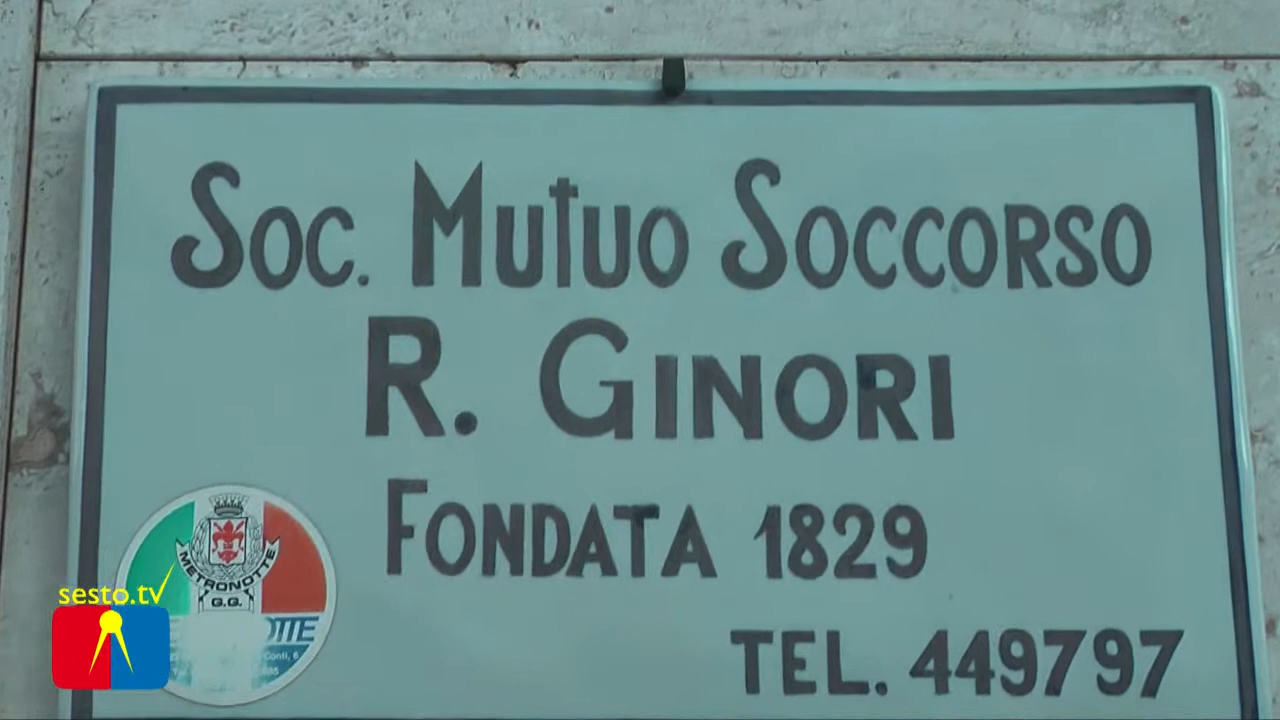 Soc. Mutuo Soccorso
R. Ginori
Fondata 1829
TEL. 449797
METRONOTTE
G.G.
sesto.tv